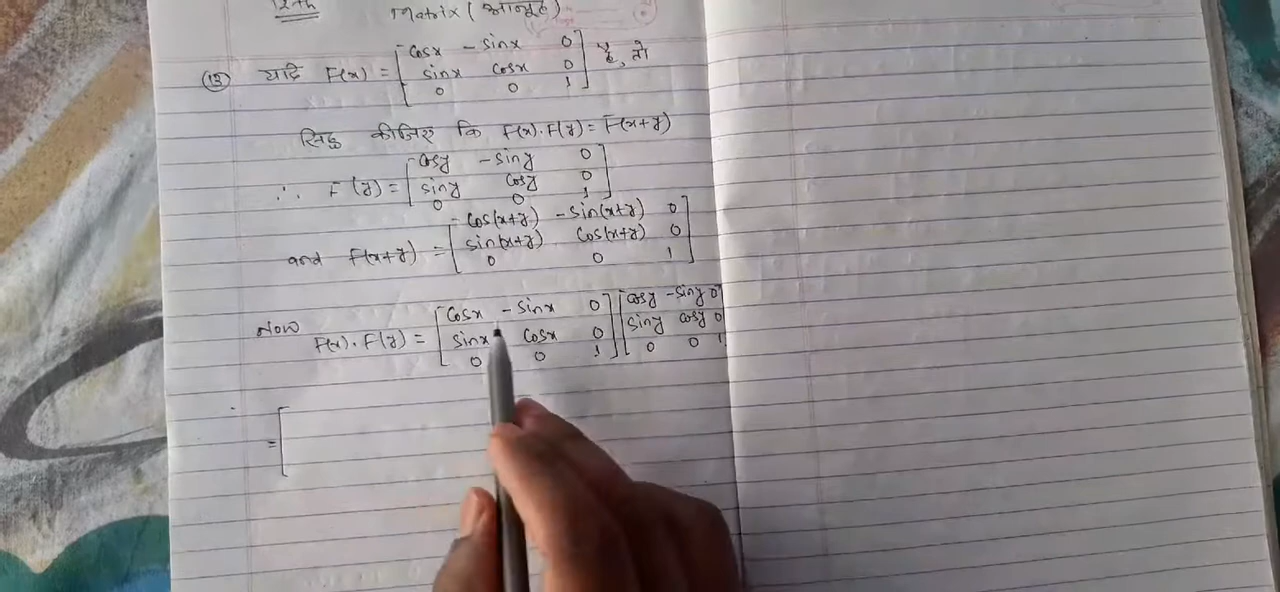 12th Matrix (आव्यूह)
(13) यदि F(x) = [cosx -sinx 0
sinx cosx 0
0 0 1] है, तो
सिद्ध कीजिए कि F(x).F(y) = F(x+y)
∴ F(y) = [cosy -siny 0
siny cosy 0
0 0 1]
and F(x+y) = [cos(x+y) -sin(x+y) 0
sin(x+y) cos(x+y) 0
0 0 1]
Now F(x).F(y) = [cosx -sinx 0] [cosy -siny 0
sinx cosx 0] [siny cosy 0
0 0 1] [0 0 1]
= [